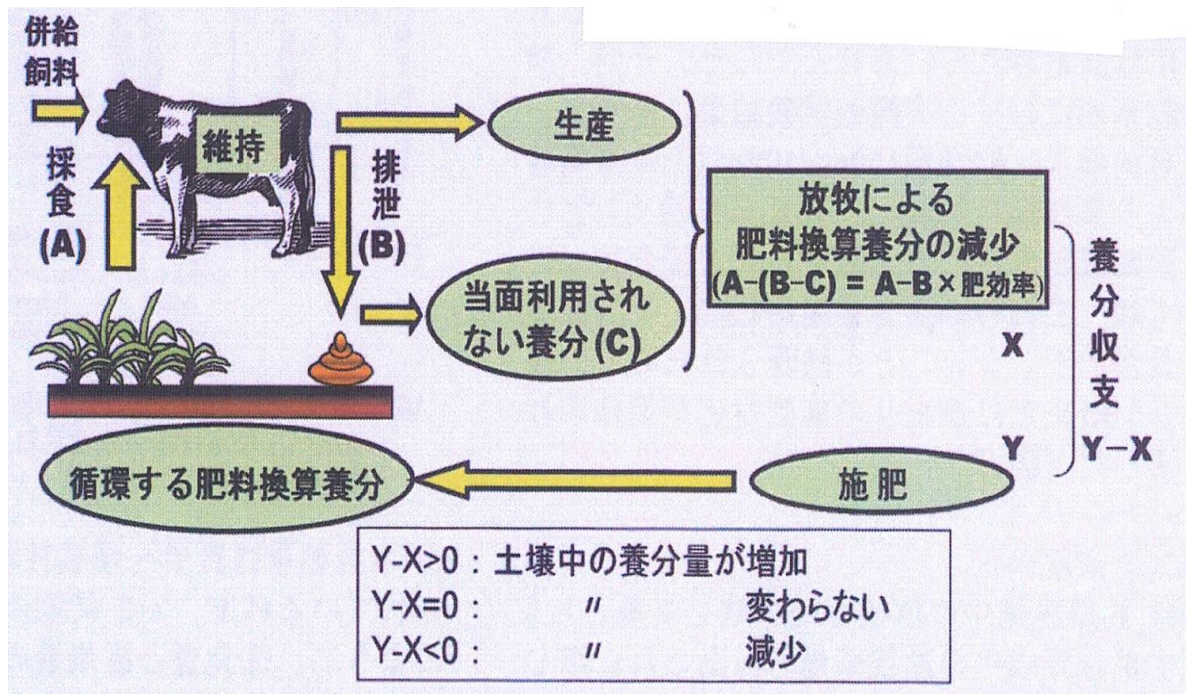 併給
飼料
維持
採食
(A)
排泄
(B)
生産
当面利用され
ない養分(C)
放牧による
肥料換算養分の減少
(A-(B-C) = A-B×肥効率)
X
Y
養分収支
Y-X
循環する肥料換算養分
施肥
Y-X>0 : 土壌中の養分量が増加
Y-X=0 : 〃 変わらない
Y-X<0 : 〃 減少